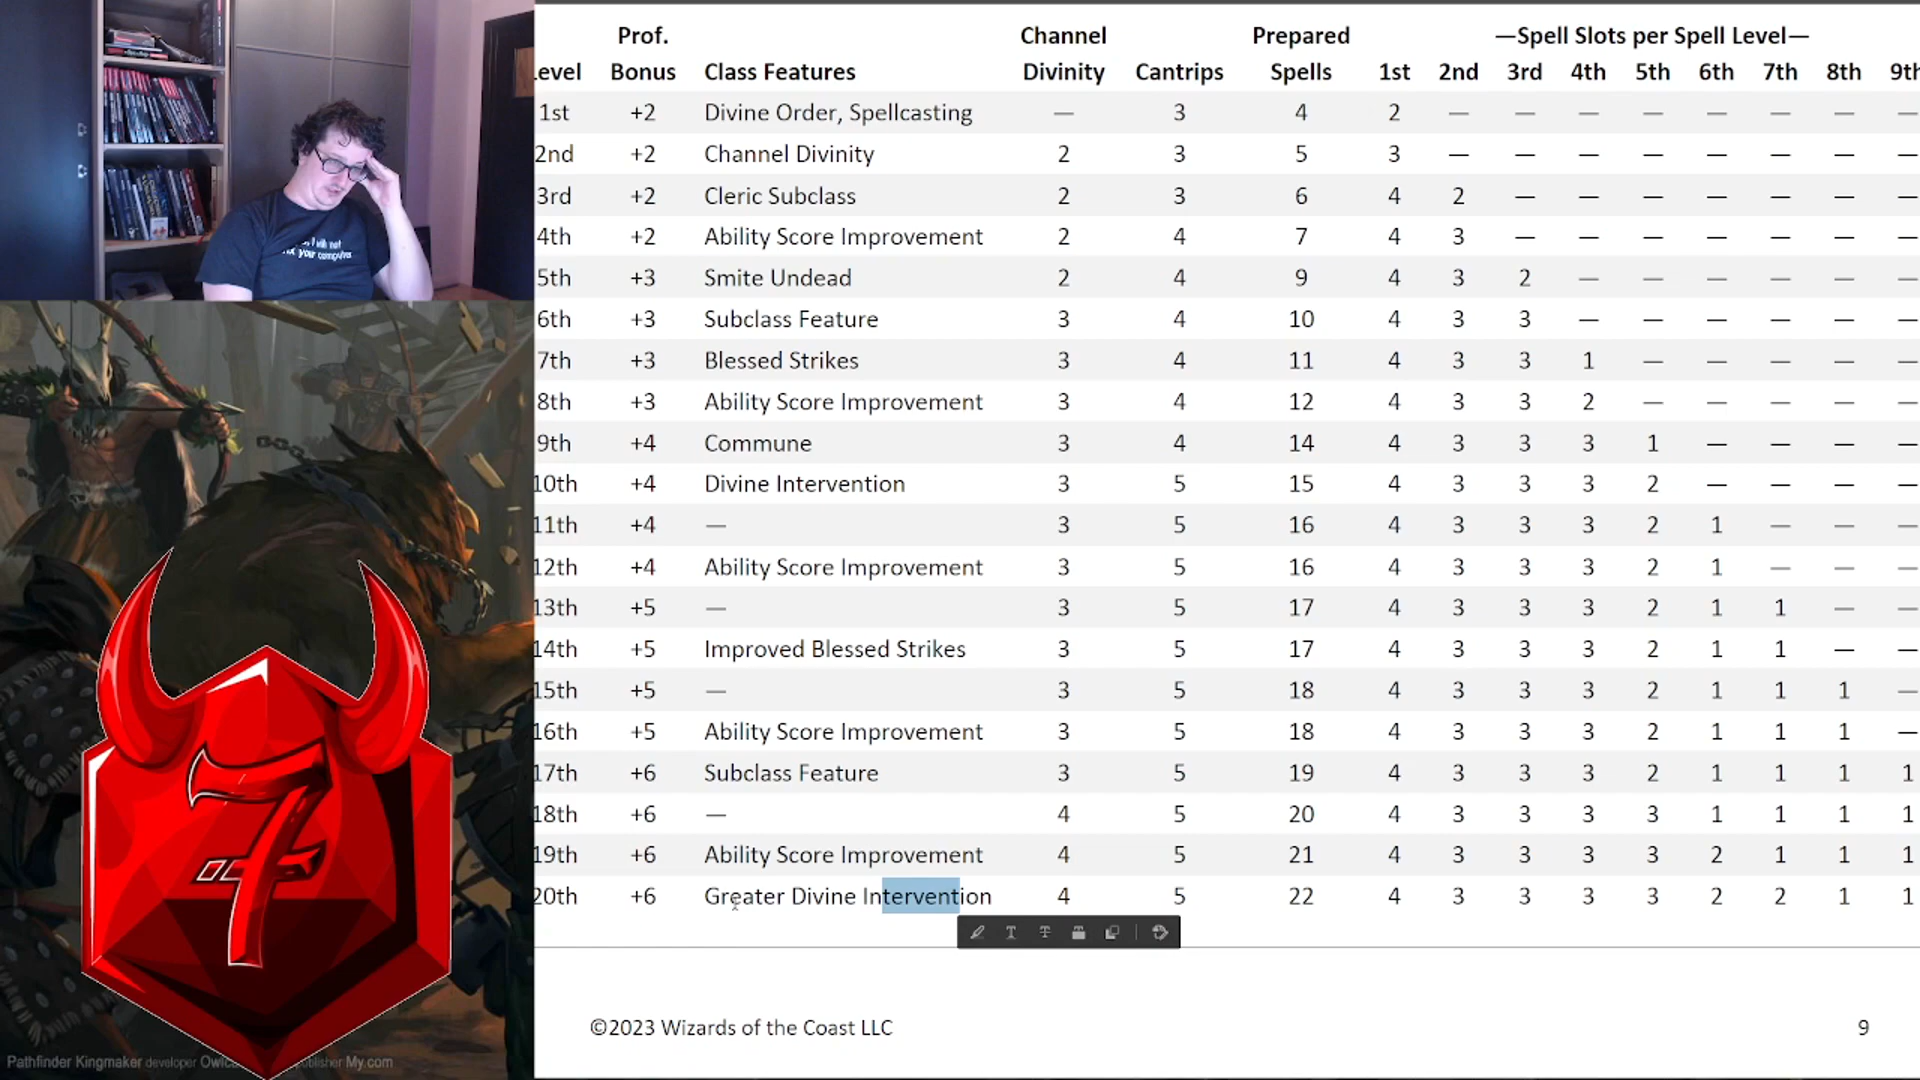 Prof. Channel Prepared —Spell Slots per Spell Level—
evel Bonus Class Features Divinity Cantrips Spells 1st 2nd 3rd 4th 5th 6th 7th 8th 9th
1st +2 Divine Order, Spellcasting — 3 4 2 — — — — — — — —
2nd +2 Channel Divinity 2 3 5 3 — — — — — — — —
3rd +2 Cleric Subclass 2 3 6 4 2 — — — — — — —
4th +2 Ability Score Improvement 2 4 7 4 3 — — — — — — —
5th +3 Smite Undead 2 4 9 4 3 2 — — — — — —
6th +3 Subclass Feature 3 4 10 4 3 3 — — — — — —
7th +3 Blessed Strikes 3 4 11 4 3 3 1 — — — — —
8th +3 Ability Score Improvement 3 4 12 4 3 3 2 — — — — —
9th +4 Commune 3 4 14 4 3 3 3 1 — — — —
10th +4 Divine Intervention 3 5 15 4 3 3 3 2 — — — —
11th +4 — 3 5 16 4 3 3 3 2 1 — — —
12th +4 Ability Score Improvement 3 5 16 4 3 3 3 2 1 — — —
13th +5 — 3 5 17 4 3 3 3 2 1 1 — —
14th +5 Improved Blessed Strikes 3 5 17 4 3 3 3 2 1 1 — —
15th +5 — 3 5 18 4 3 3 3 2 1 1 1 —
16th +5 Ability Score Improvement 3 5 18 4 3 3 3 2 1 1 1 —
17th +6 Subclass Feature 3 5 19 4 3 3 3 2 1 1 1 1
18th +6 — 4 5 20 4 3 3 3 3 1 1 1 1
19th +6 Ability Score Improvement 4 5 21 4 3 3 3 3 2 1 1 1
20th +6 Greater Divine Intervention 4 5 22 4 3 3 3 3 2 2 1 1
©2023 Wizards of the Coast LLC 9
I will not
your computer
7
Pathfinder Kingmaker developer Owlc
My.com